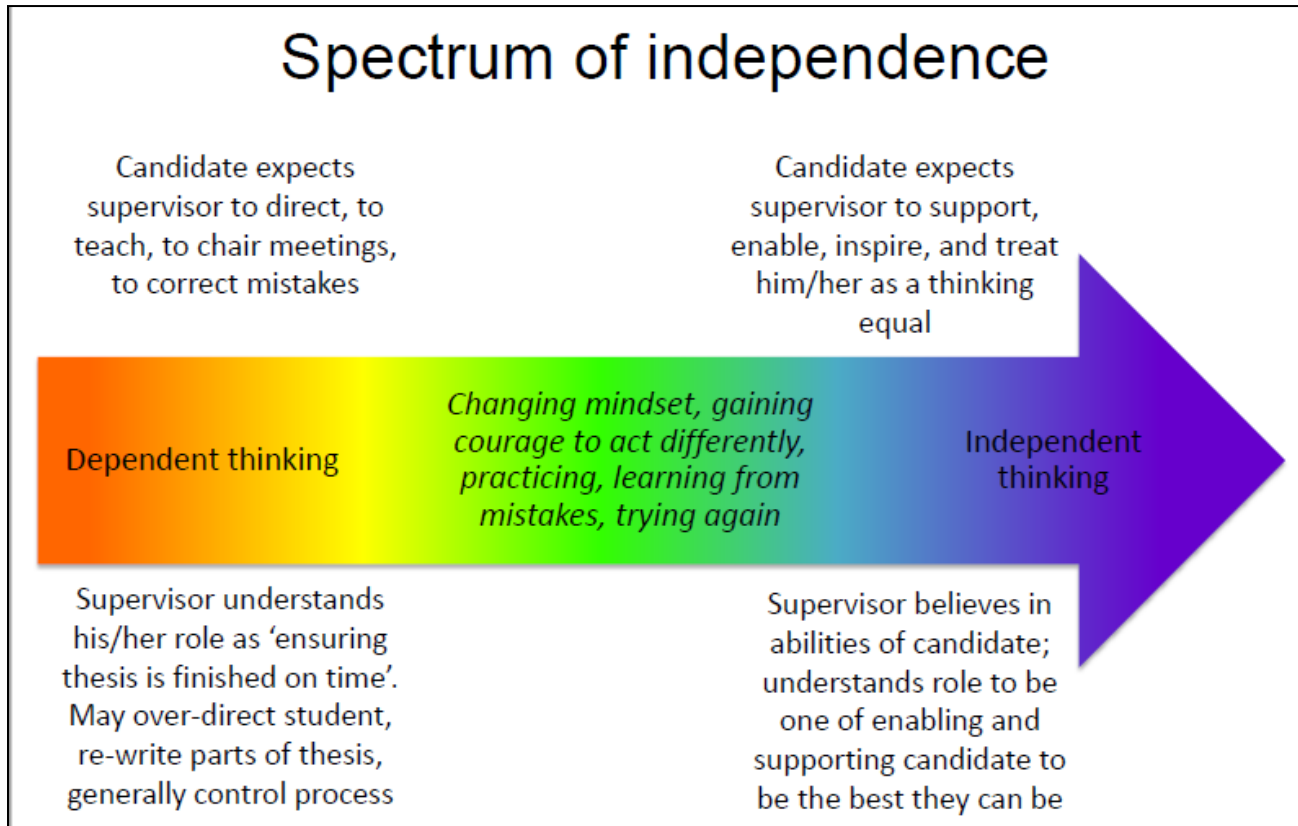 Spectrum of independence
Candidate expects
supervisor to direct, to
teach, to chair meetings,
to correct mistakes
Candidate expects
supervisor to support,
enable, inspire, and treat
him/her as a thinking
equal
Dependent thinking
Changing mindset, gaining
courage to act differently,
practicing, learning from
mistakes, trying again
Independent
thinking
Supervisor understands
his/her role as ‘ensuring
thesis is finished on time’.
May over-direct student,
re-write parts of thesis,
generally control process
Supervisor believes in
abilities of candidate;
understands role to be
one of enabling and
supporting candidate to
be the best they can be